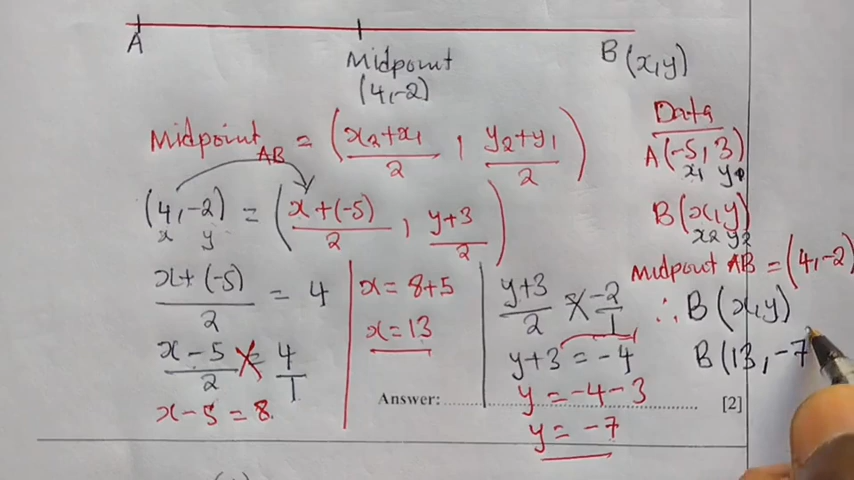 A
B (x,y)
Midpoint
(4,-2)
Midpoint AB = (x₂+x₁/2 , y₂+y₁/2)
(4,-2) = (x+(-5)/2 , y+3/2)
x y
x+(-5)/2 = 4
x-5/2 = 4/1
x-5 = 8
x = 8+5
x = 13
y+3/2 = -2/1
y+3 = -4
y = -4-3
y = -7
Data
A(-5, 3)
x₁ y₁
B(x,y)
x₂ y₂
Midpoint AB = (4,-2)
∴ B(x,y)
B(13, -7
Answer: [2]